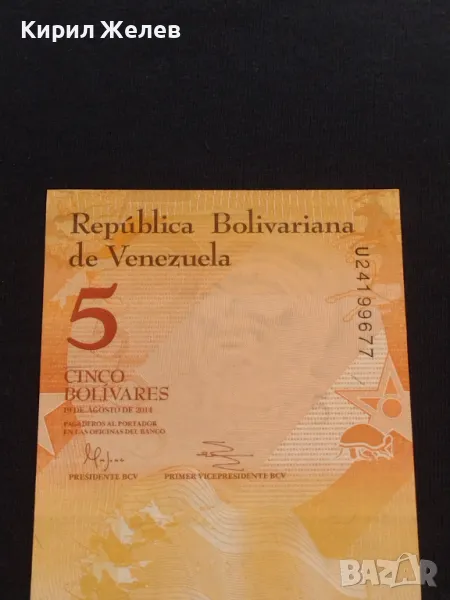 Кирил Желев
República Bolivariana
de Venezuela
U24199677
5
CINCO
BOLÍVARES
19 DE AGOSTO DE 2014
PAGADEROS AL PORTADOR
EN LAS OFICINAS DEL BANCO
PRESIDENTE BCV
PRIMER VICEPRESIDENTE BCV
BAZAR